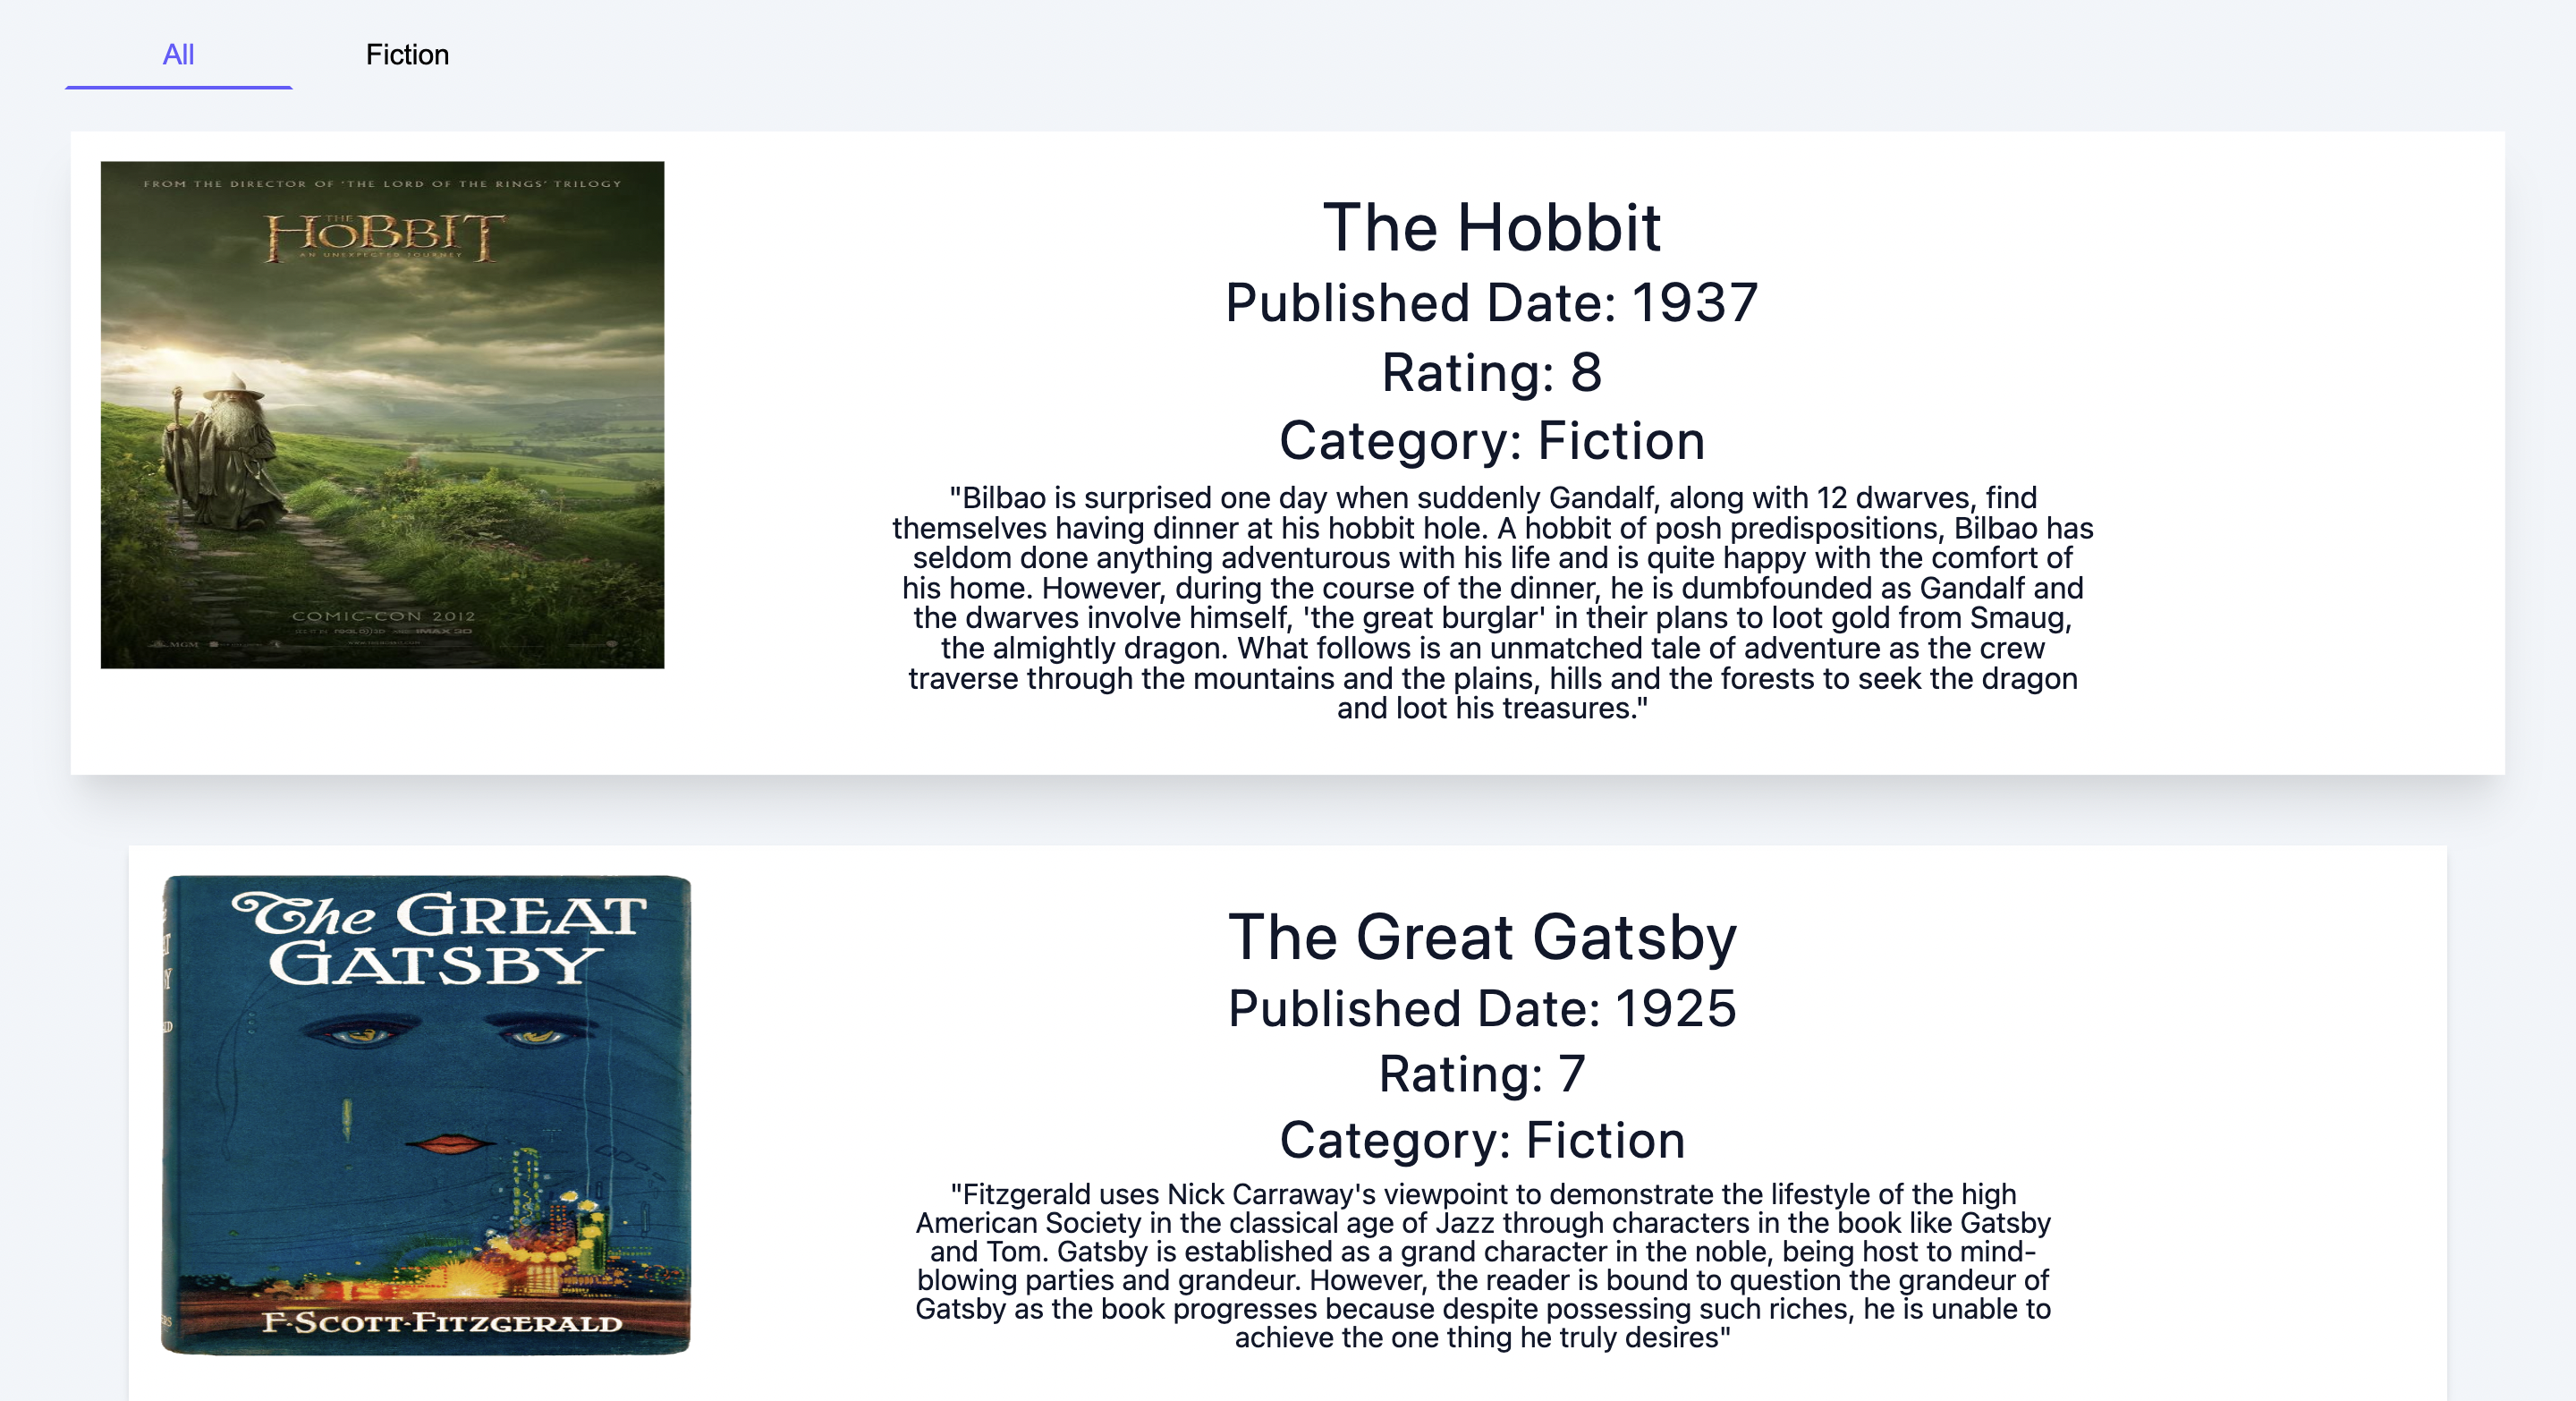 All
Fiction
FROM THE DIRECTOR OF 'THE LORD OF THE RINGS' TRILOGY
THE
HOBBIT
AN UNEXPECTED JOURNEY
COMIC-CON 2012
IMAX 3D
MGM
The Hobbit
Published Date: 1937
Rating: 8
Category: Fiction
"Bilbao is surprised one day when suddenly Gandalf, along with 12 dwarves, find
themselves having dinner at his hobbit hole. A hobbit of posh predispositions, Bilbao has
seldom done anything adventurous with his life and is quite happy with the comfort of
his home. However, during the course of the dinner, he is dumbfounded as Gandalf and
the dwarves involve himself, 'the great burglar' in their plans to loot gold from Smaug,
the almightly dragon. What follows is an unmatched tale of adventure as the crew
traverse through the mountains and the plains, hills and the forests to seek the dragon
and loot his treasures."
The GREAT
GATSBY
F·SCOTT·FITZGERALD
The Great Gatsby
Published Date: 1925
Rating: 7
Category: Fiction
"Fitzgerald uses Nick Carraway's viewpoint to demonstrate the lifestyle of the high
American Society in the classical age of Jazz through characters in the book like Gatsby
and Tom. Gatsby is established as a grand character in the noble, being host to mind-
blowing parties and grandeur. However, the reader is bound to question the grandeur of
Gatsby as the book progresses because despite possessing such riches, he is unable to
achieve the one thing he truly desires"